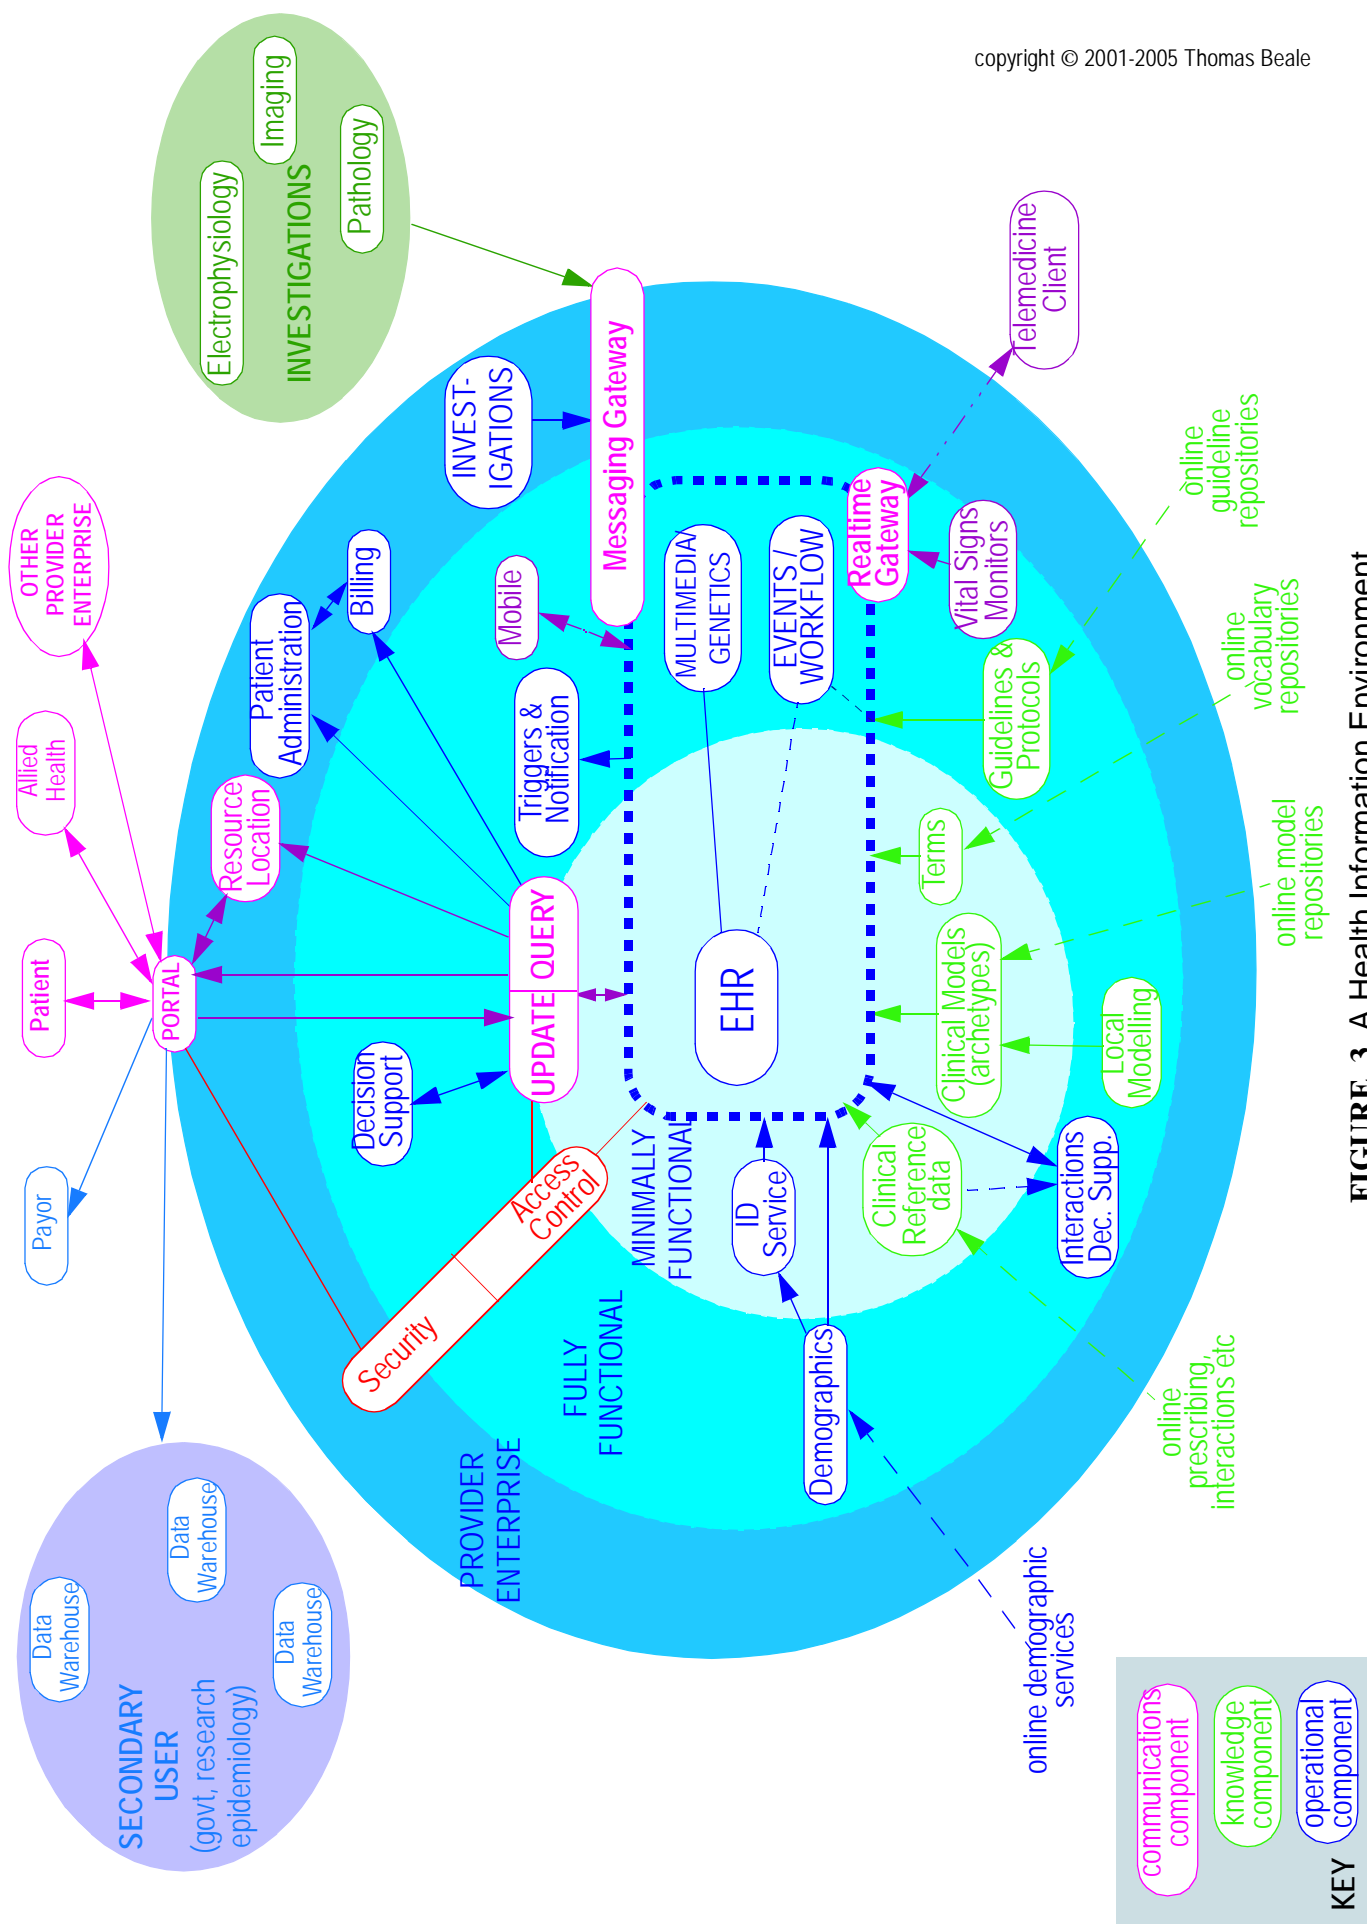 SECONDARY
USER
(govt, research
epidemiology)
Data
Warehouse
Data
Warehouse
Data
Warehouse
Payor
Patient
Allied
Health
OTHER
PROVIDER
ENTERPRISE
Electrophysiology
Imaging
INVESTIGATIONS
Pathology
PORTAL
Resource
Location
Patient
Administration
Billing
INVEST-
IGATIONS
Messaging Gateway
Security
Access
Control
Decision
Support
UPDATE
QUERY
Triggers &
Notification
Mobile
PROVIDER
ENTERPRISE
FULLY
FUNCTIONAL
MINIMALLY
FUNCTIONAL
EHR
MULTIMEDIA/
GENETICS
EVENTS/
WORKFLOW
Realtime
Gateway
Vital Signs
Monitors
Telemedicine
Client
ID
Service
Demographics
Clinical
Reference
data
Clinical Models
(archetypes)
Terms
Guidelines &
Protocols
Interactions
Dec. Supp.
Local
Modelling
online demographic
services
online
prescribing,
interactions etc
online model
repositories
online
vocabulary
repositories
online
guideline
repositories
communications
component
knowledge
component
operational
component
KEY
copyright © 2001-2005 Thomas Beale
FIGURE 3 A Health Information Environment